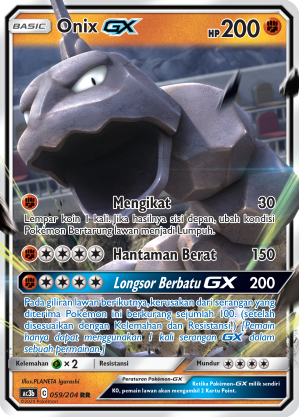 BASIC Onix GX HP 200
Mengikat 30
Lempar koin 1 kali. Jika hasilnya sisi depan, ubah kondisi
Pokémon Bertarung lawan menjadi Lumpuh.
Hantaman Berat 150
Longsor Berbatu GX 200
Pada giliran lawan berikutnya, kerusakan dari serangan yang
diterima Pokémon ini berkurang sejumlah 100. (setelah
disesuaikan dengan Kelemahan dan Resistansi) (Pemain
hanya dapat menggunakan 1 kali serangan GX dalam
sebuah permainan.)
Kelemahan ×2 Resistansi Mundur
Illus. PLANETA Igarashi
Peraturan Pokémon-GX
Ketika Pokémon-GX milik sendiri
KO, pemain lawan akan mengambil 2 Kartu Point.
059/204 RR